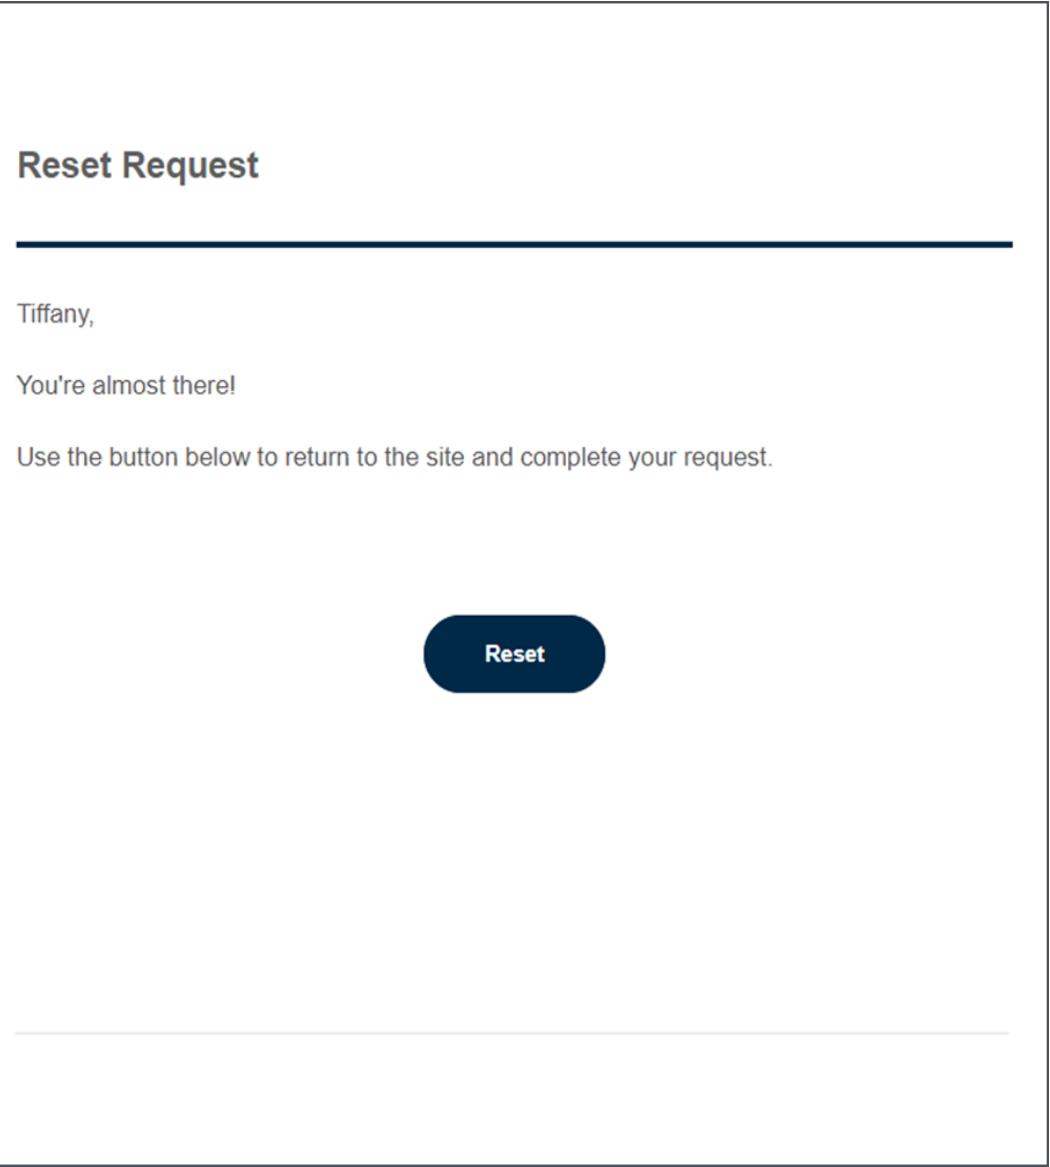 Reset Request
Tiffany,
You're almost there!
Use the button below to return to the site and complete your request.
Reset